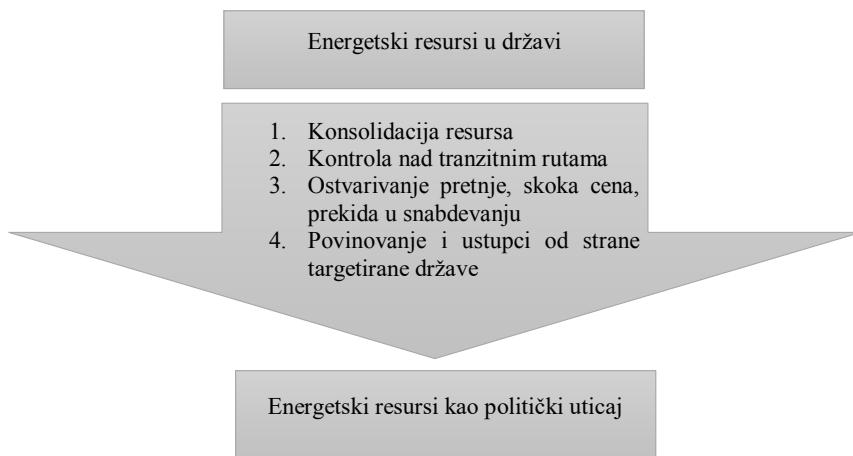 Energetski resursi u državi
1. Konsolidacija resursa
2. Kontrola nad tranzitnim rutama
3. Ostvarivanje pretnje, skoka cena,
prekida u snabdevanju
4. Povinovanje i ustupci od strane
targetirane države
Energetski resursi kao politički uticaj